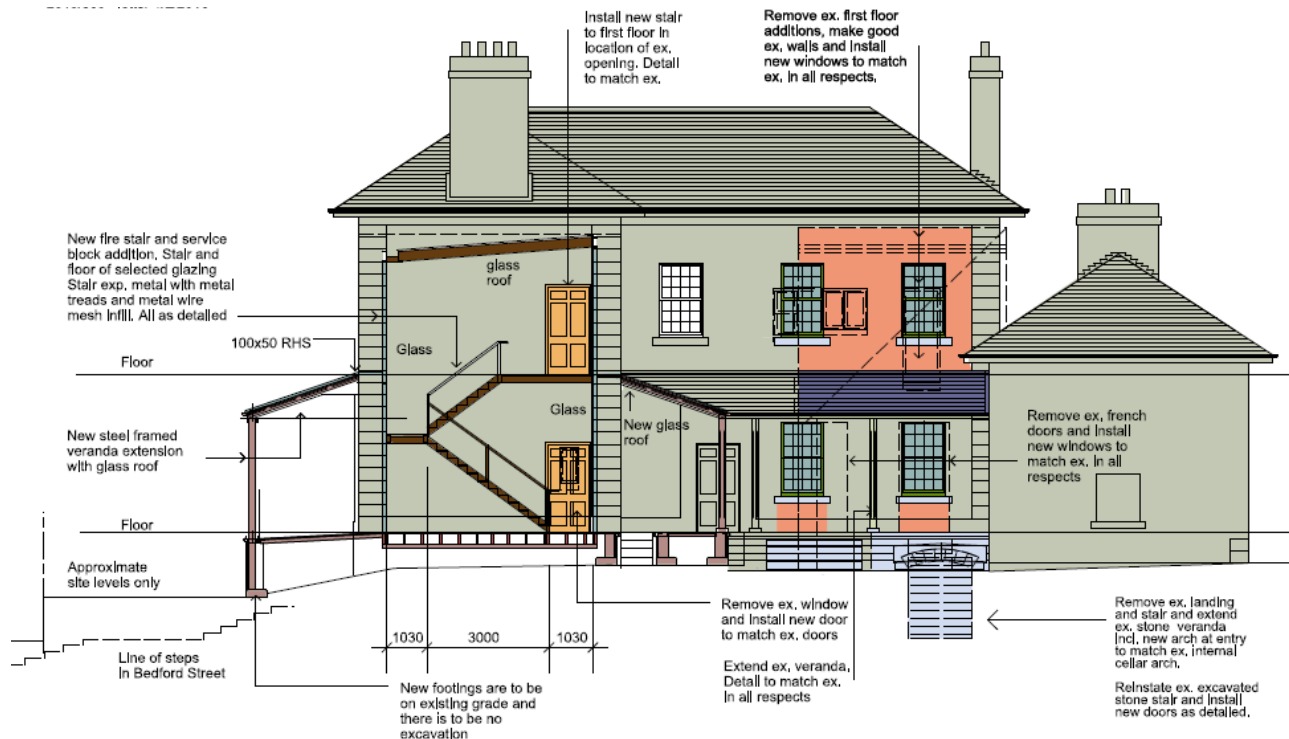 Install new stair
to first floor in
location of ex.
opening. Detail
to match ex.
Remove ex. first floor
additions, make good
ex. walls and install
new windows to match
ex. in all respects.
New fire stair and service
block addition. Stair and
floor of selected glazing
Stair exp. metal with metal
treads and metal wire
mesh infill. All as detailed
glass
roof
100x50 RHS
Glass
Floor
Glass
New glass
roof
New steel framed
veranda extension
with glass roof
Remove ex. french
doors and install
new windows to
match ex. in all
respects
Floor
Approximate
site levels only
Line of steps
in Bedford Street
1030
3000
1030
New footings are to be
on existing grade and
there is to be no
excavation
Remove ex. window
and install new door
to match ex. doors
Extend ex. veranda.
Detail to match ex.
in all respects
Remove ex. landing
and stair and extend
ex. stone veranda
incl. new arch at entry
to match ex. internal
cellar arch.
Reinstate ex. excavated
stone stair and install
new doors as detailed.